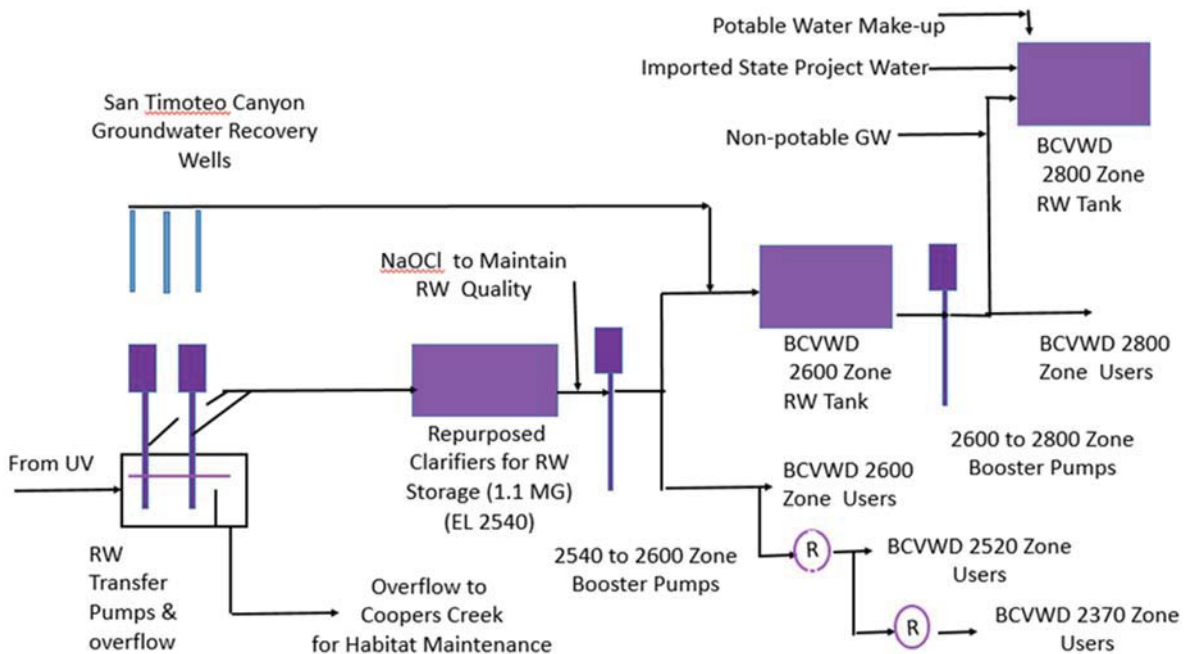 Potable Water Make-up
Imported State Project Water
Non-potable GW
BCVWD
2800 Zone
RW Tank
San Timoteo Canyon
Groundwater Recovery
Wells
NaOCl to Maintain
RW Quality
BCVWD
2600 Zone
RW Tank
BCVWD 2800
Zone Users
2600 to 2800 Zone
Booster Pumps
From UV
Repurposed
Clarifiers for RW
Storage (1.1 MG)
(EL 2540)
BCVWD 2600
Zone Users
RW
Transfer
Pumps &
overflow
Overflow to
Coopers Creek
for Habitat Maintenance
2540 to 2600 Zone
Booster Pumps
R
BCVWD 2520 Zone
Users
R
BCVWD 2370 Zone
Users